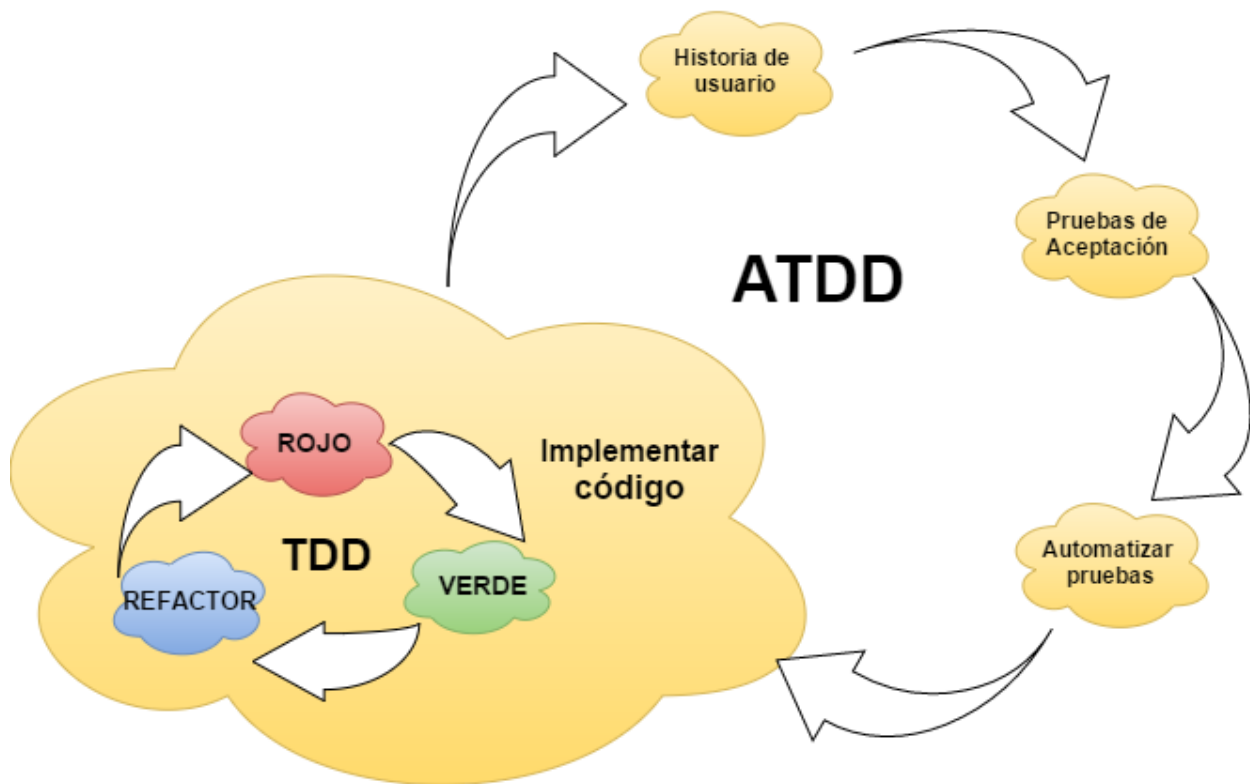 Historia de
usuario
Pruebas de
Aceptación
ATDD
Automatizar
pruebas
Implementar
código
ROJO
TDD
VERDE
REFACTOR